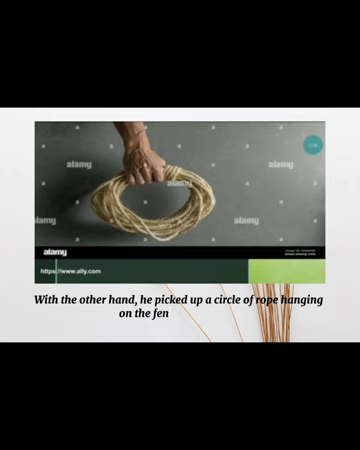 alamy
alamy
alamy
alamy
alamy
alamy
https://www.ally.com
With the other hand, he picked up a circle of rope hanging
on the fen